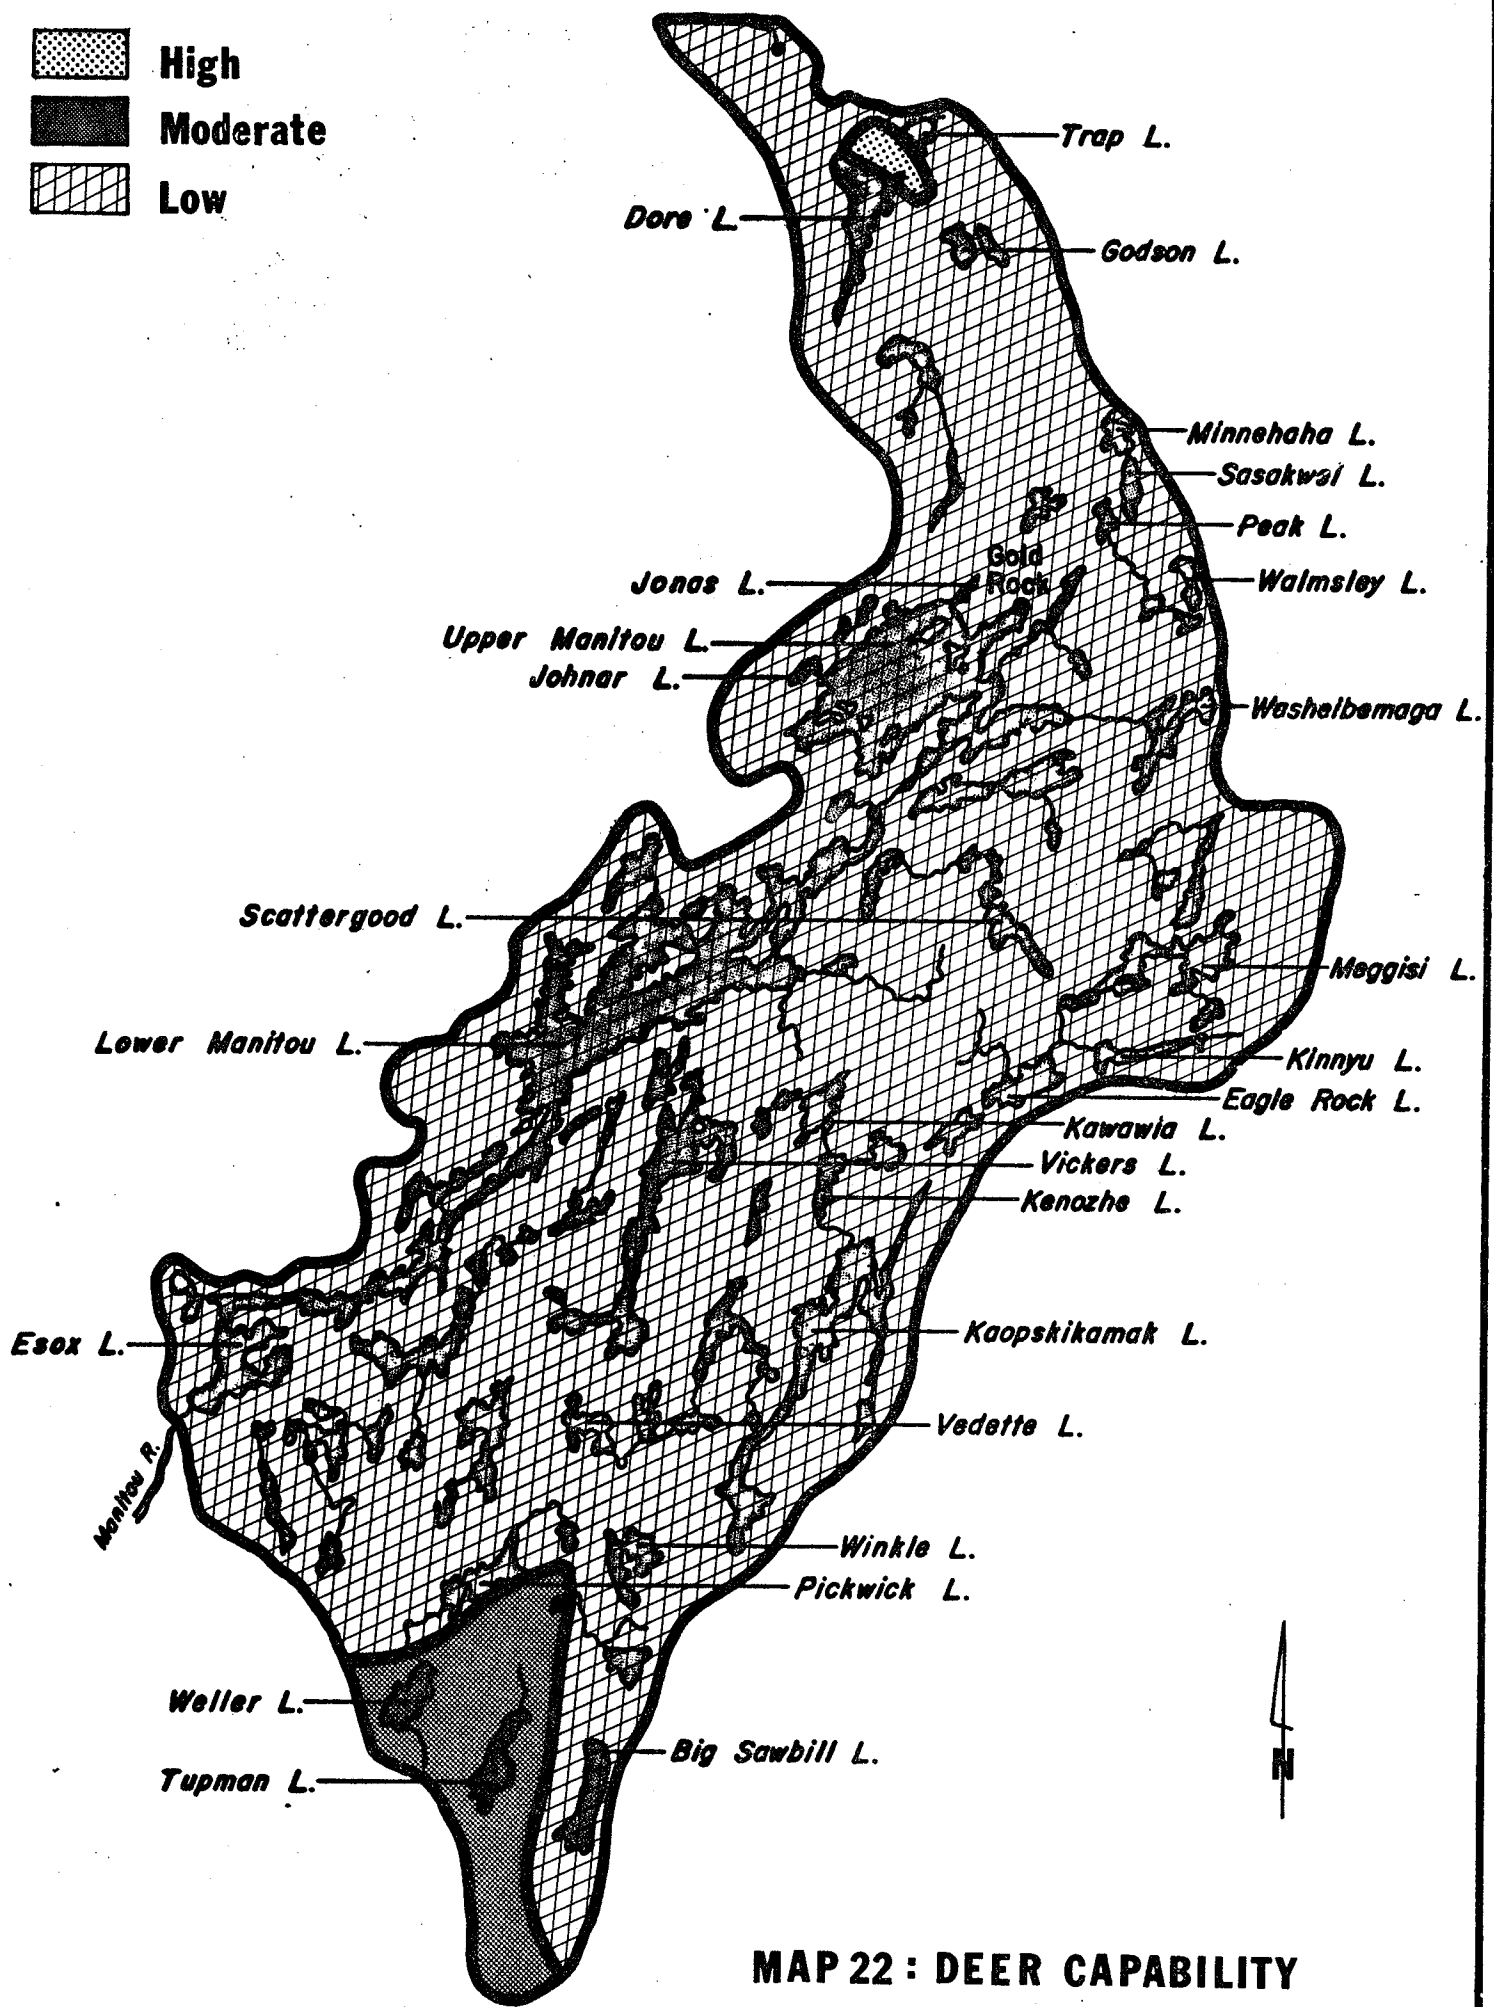 High
Moderate
Low
Trap L.
Dore L.
Godson L.
Minnehaha L.
Sasakwei L.
Peak L.
Gold
Rock
Jonas L.
Walmsley L.
Upper Manitou L.
Johnar L.
Washeibemaga L.
Scattergood L.
Meggisi L.
Lower Manitou L.
Kinnyu L.
Eagle Rock L.
Kawawia L.
Vickers L.
Kenozhe L.
Kaopskikamak L.
Esox L.
Vedette L.
Manitou R.
Winkle L.
Pickwick L.
Weller L.
Big Sawbill L.
Tupman L.
N
MAP 22 : DEER CAPABILITY